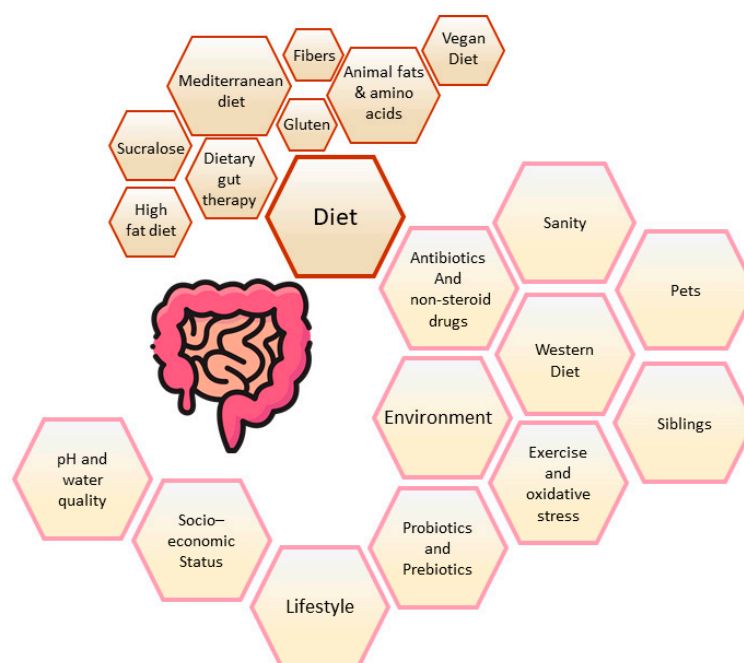 Vegan
Diet
Fibers
Mediterranean
diet
Animal fats
& amino
acids
Gluten
Sucralose
Dietary
gut
therapy
High
fat diet
Diet
Sanity
Antibiotics
And
non-steroid
drugs
Pets
Western
Diet
Environment
Siblings
Exercise
and
oxidative
stress
pH and
water
quality
Socio–
economic
Status
Probiotics
and
Prebiotics
Lifestyle